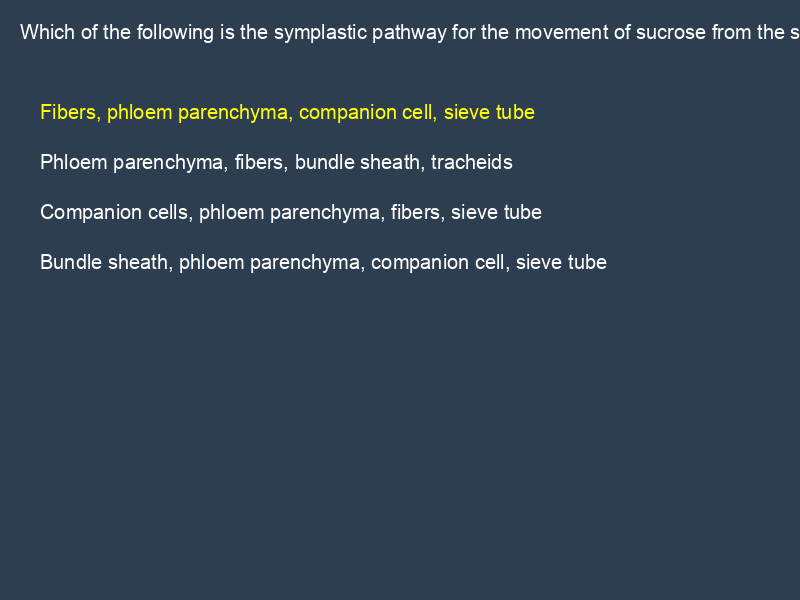 Which of the following is the symplastic pathway for the movement of sucrose from the
Fibers, phloem parenchyma, companion cell, sieve tube
Phloem parenchyma, fibers, bundle sheath, tracheids
Companion cells, phloem parenchyma, fibers, sieve tube
Bundle sheath, phloem parenchyma, companion cell, sieve tube